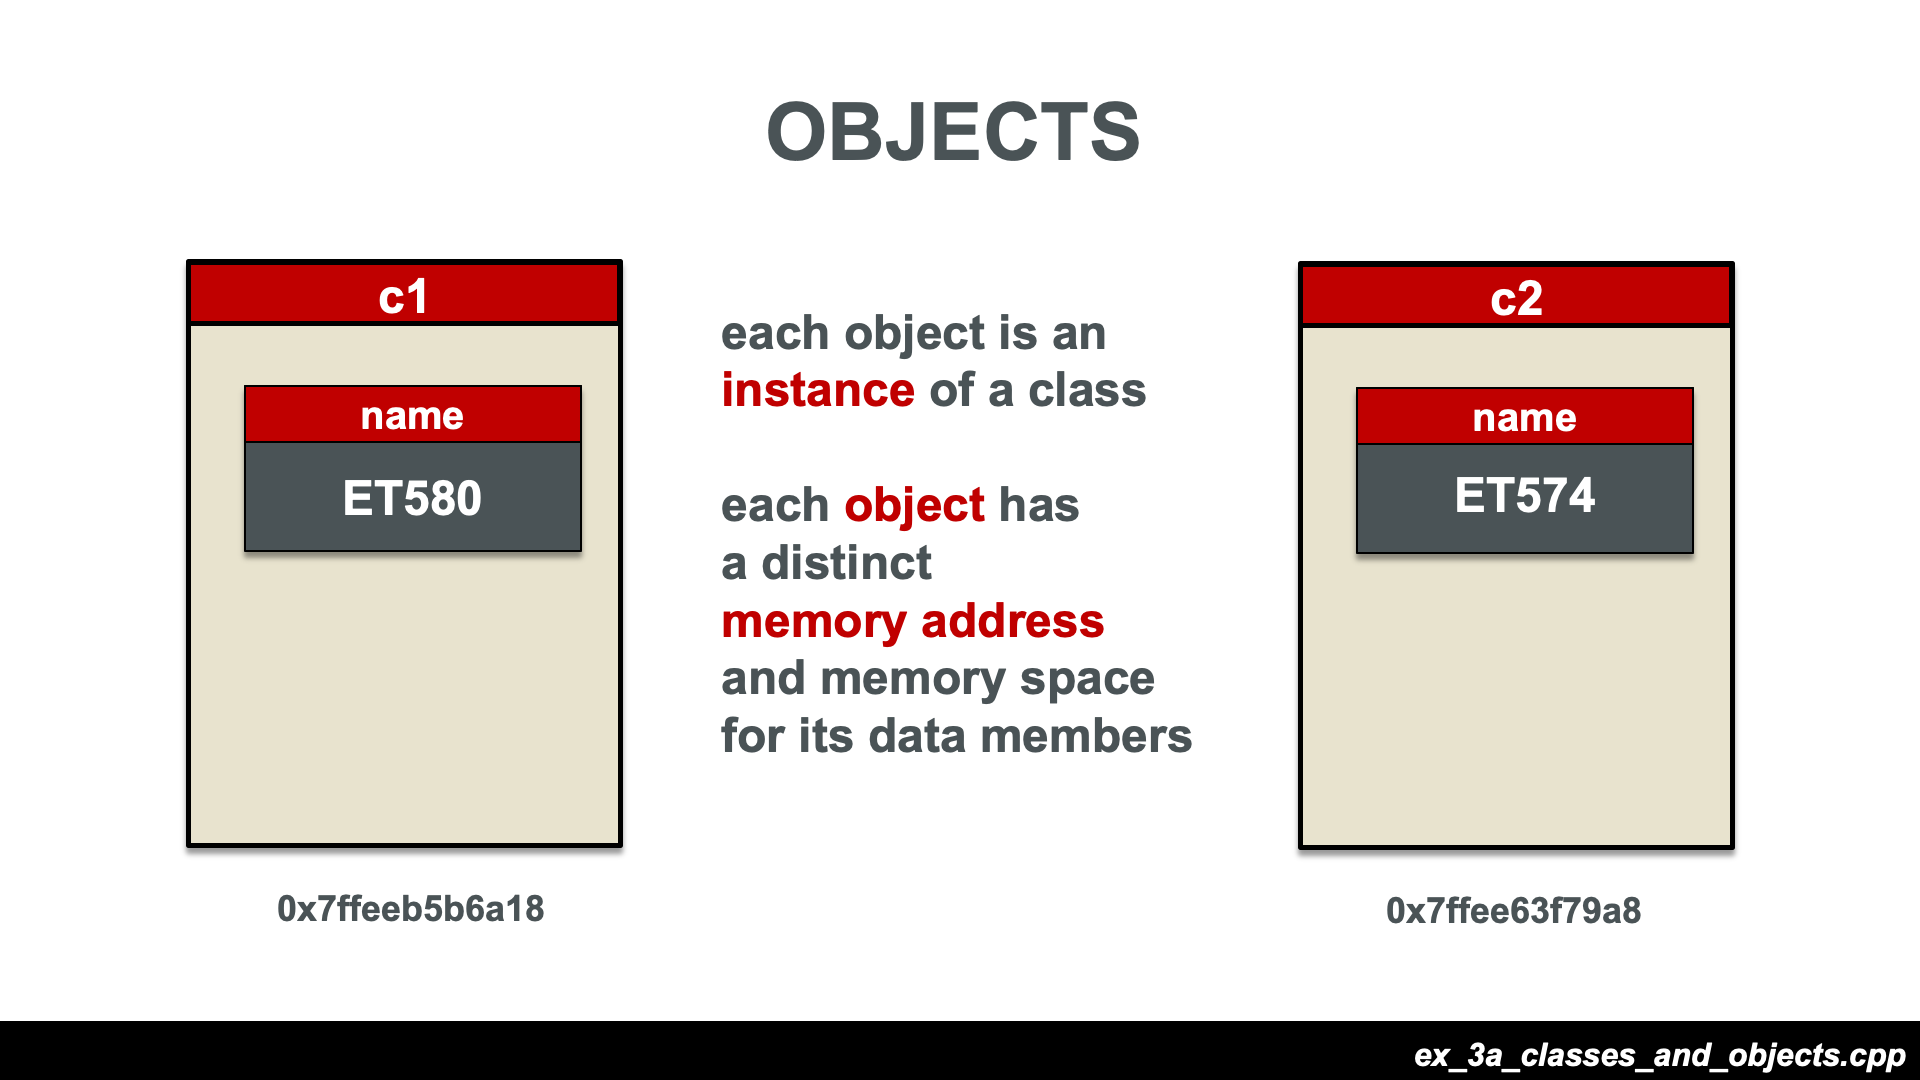 OBJECTS
c1
name
ET580
0x7ffeeb5b6a18
each object is an
instance of a class
each object has
a distinct
memory address
and memory space
for its data members
c2
name
ET574
0x7ffee63f79a8
ex_3a_classes_and_objects.cpp